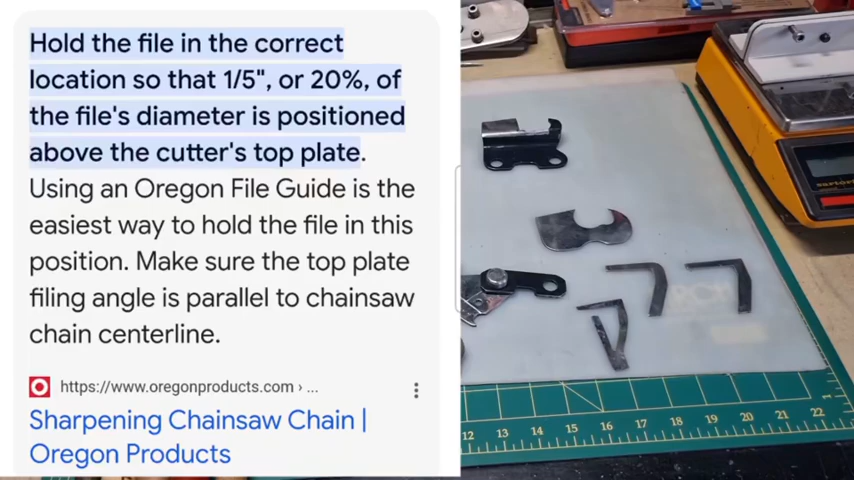 Hold the file in the correct
location so that 1/5", or 20%, of
the file's diameter is positioned
above the cutter's top plate.
Using an Oregon File Guide is the
easiest way to hold the file in this
position. Make sure the top plate
filing angle is parallel to chainsaw
chain centerline.
https://www.oregonproducts.com › ...
Sharpening Chainsaw Chain |
Oregon Products
sartorius
12 13 14 15 16 17 18 19 20 21 22